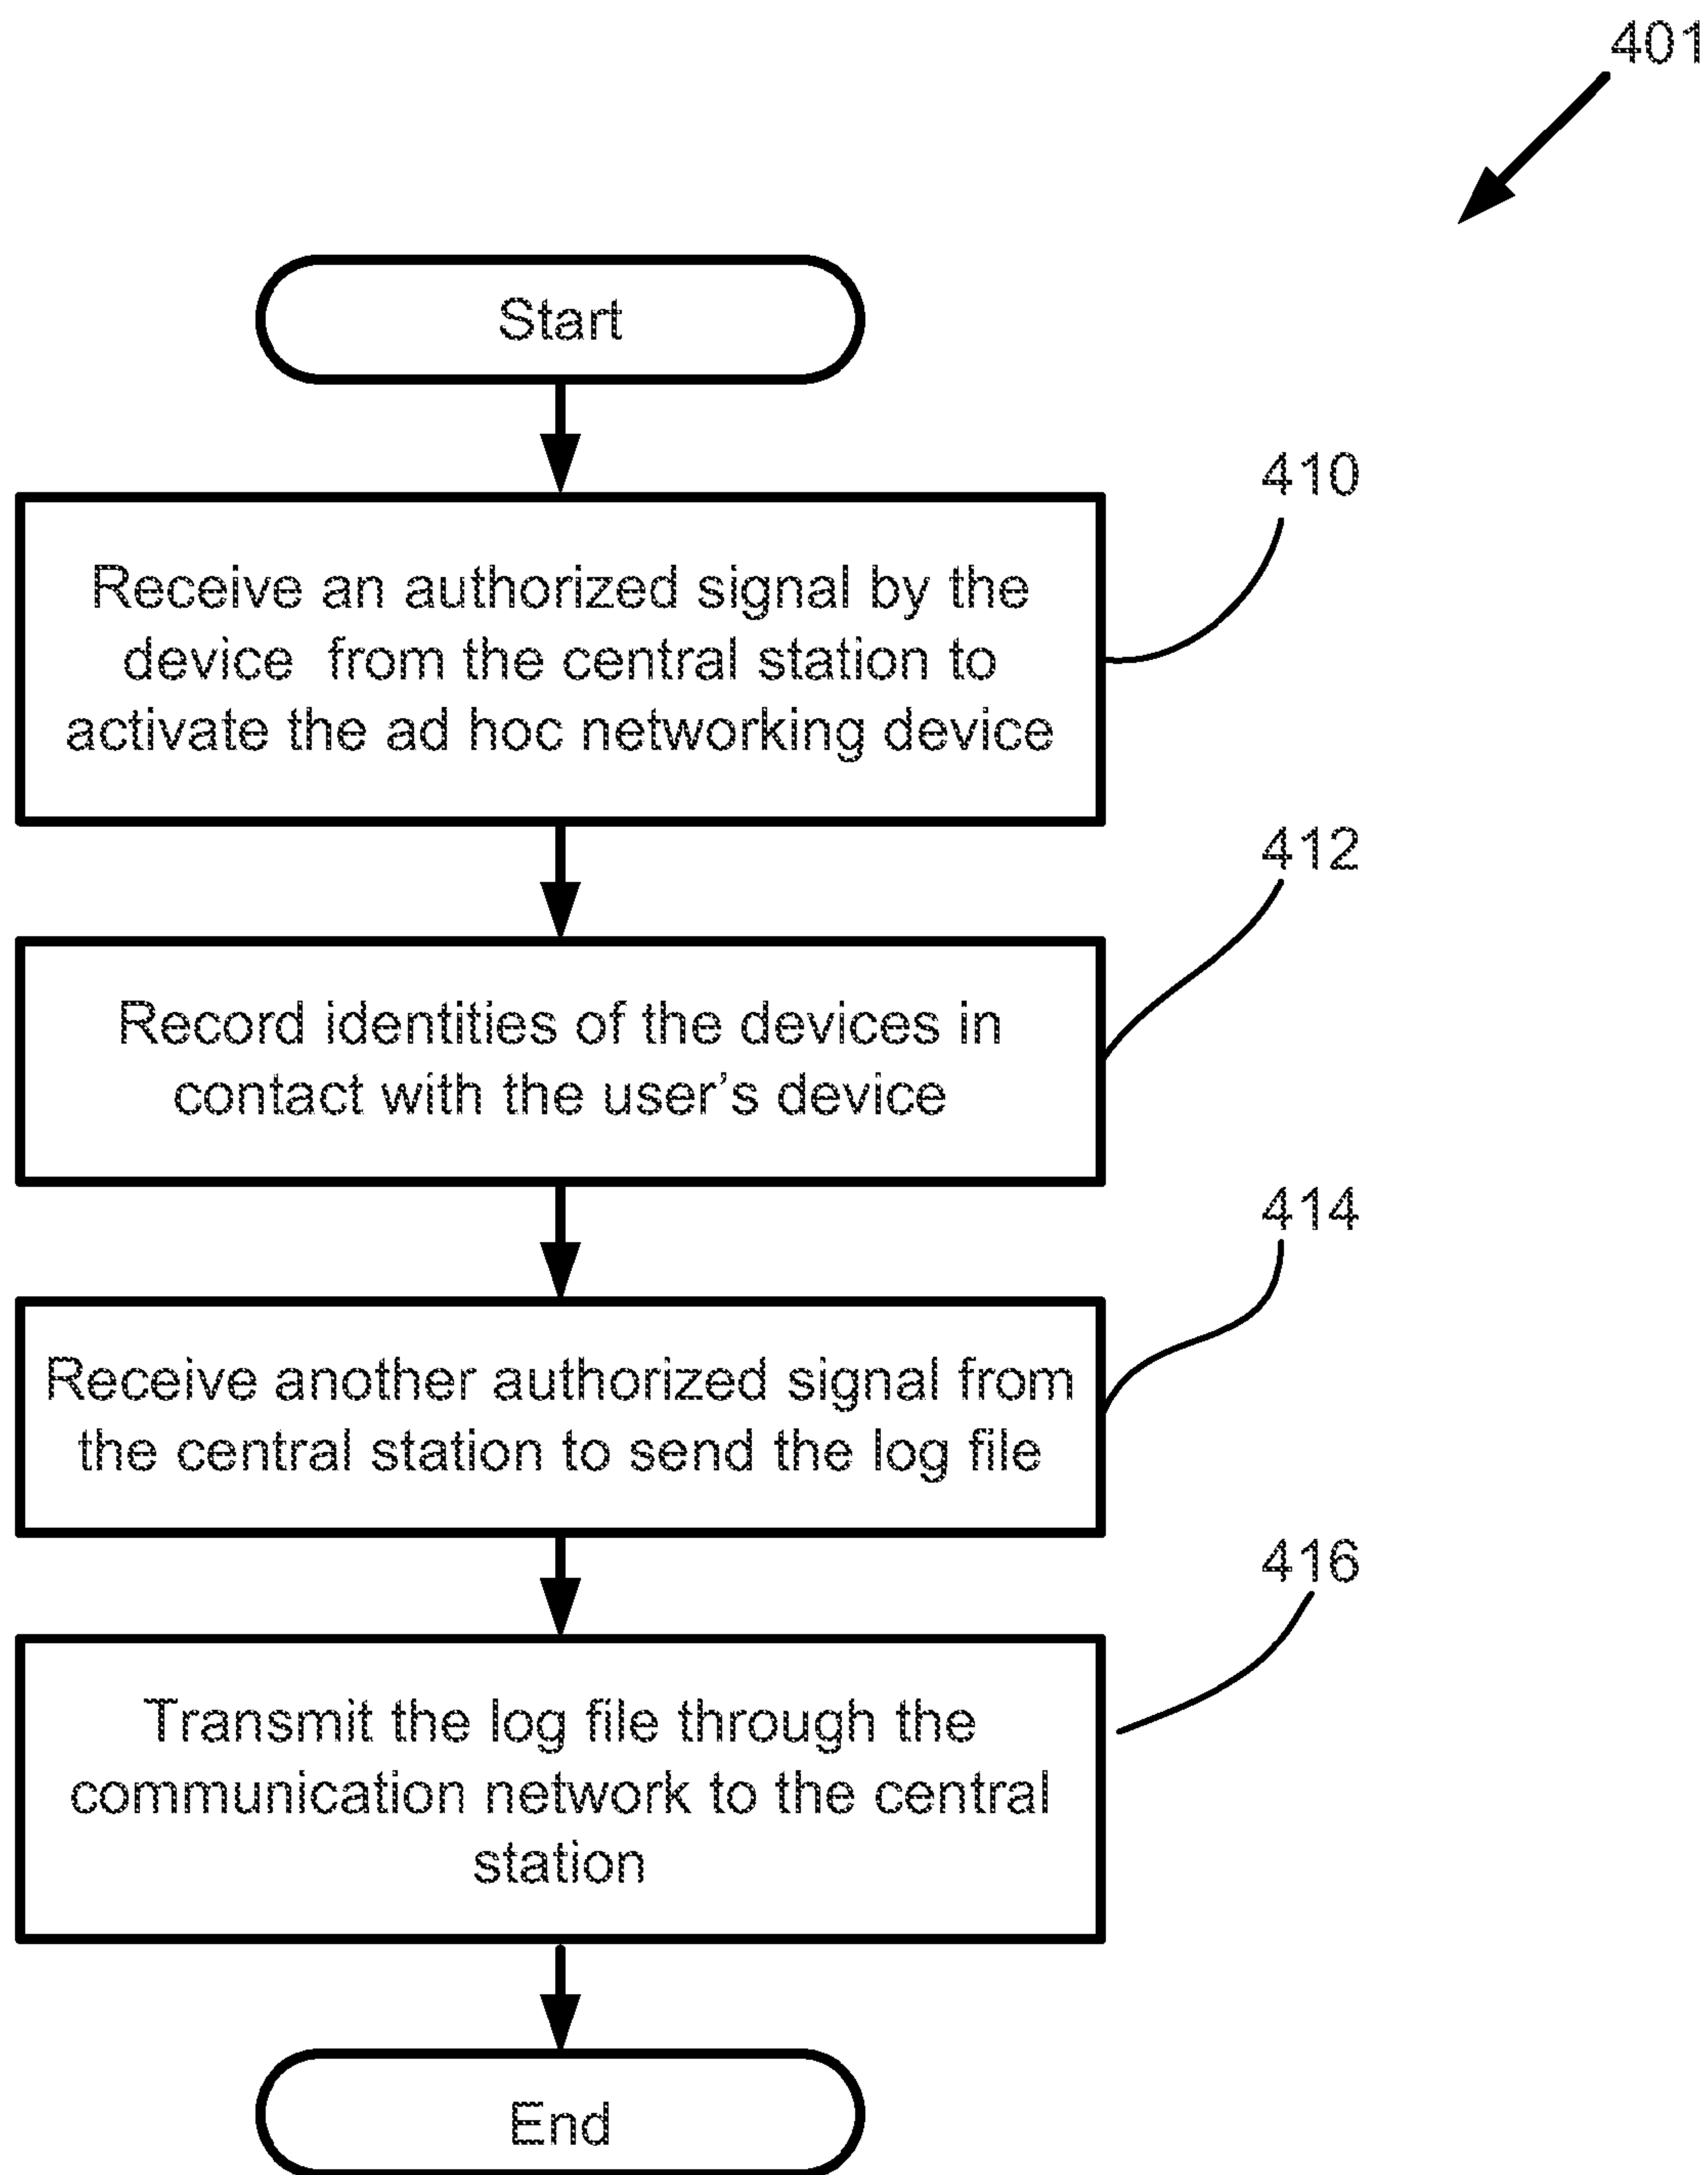 401
Start
410
Receive an authorized signal by the
device from the central station to
activate the ad hoc networking device
412
Record identities of the devices in
contact with the user's device
414
Receive another authorized signal from
the central station to send the log file
416
Transmit the log file through the
communication network to the central
station
End